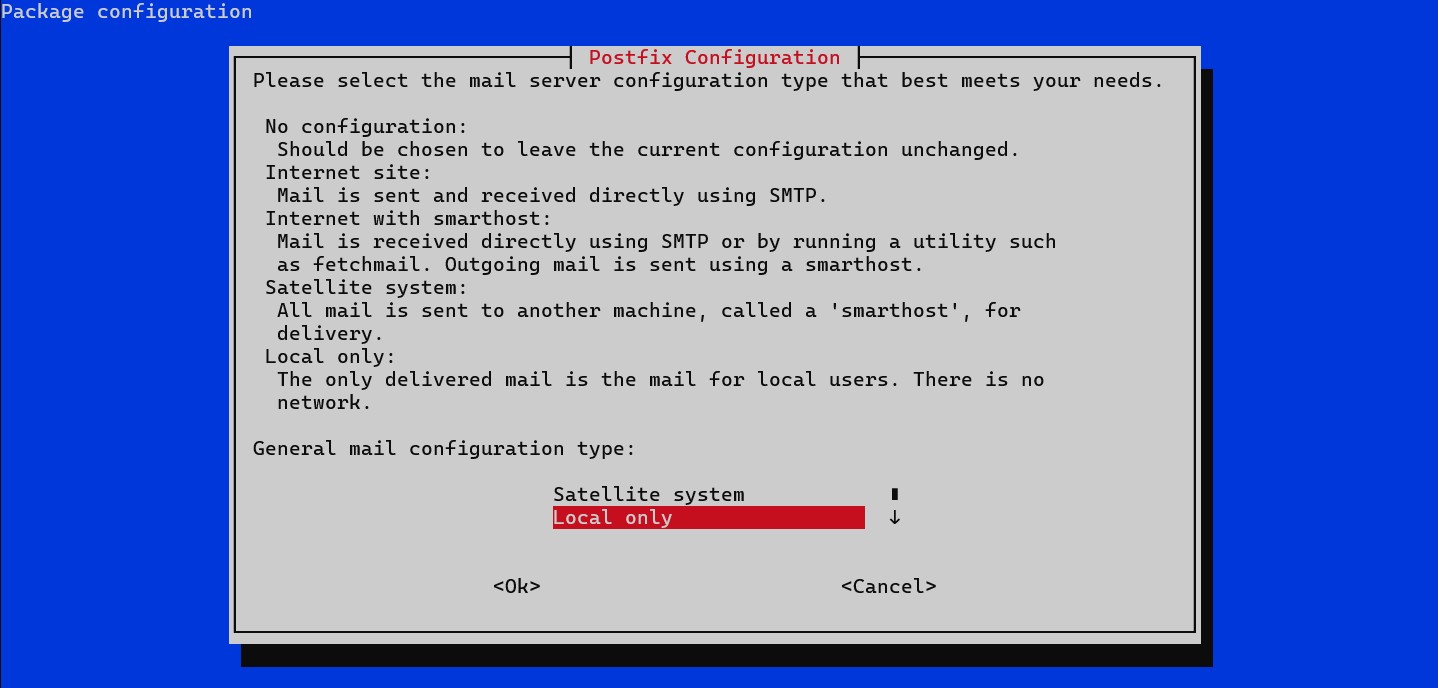 Package configuration
Postfix Configuration
Please select the mail server configuration type that best meets your needs.
No configuration:
Should be chosen to leave the current configuration unchanged.
Internet site:
Mail is sent and received directly using SMTP.
Internet with smarthost:
Mail is received directly using SMTP or by running a utility such
as fetchmail. Outgoing mail is sent using a smarthost.
Satellite system:
All mail is sent to another machine, called a 'smarthost', for
delivery.
Local only:
The only delivered mail is the mail for local users. There is no
network.
General mail configuration type:
Satellite system
Local only ↓
<Ok> <Cancel>